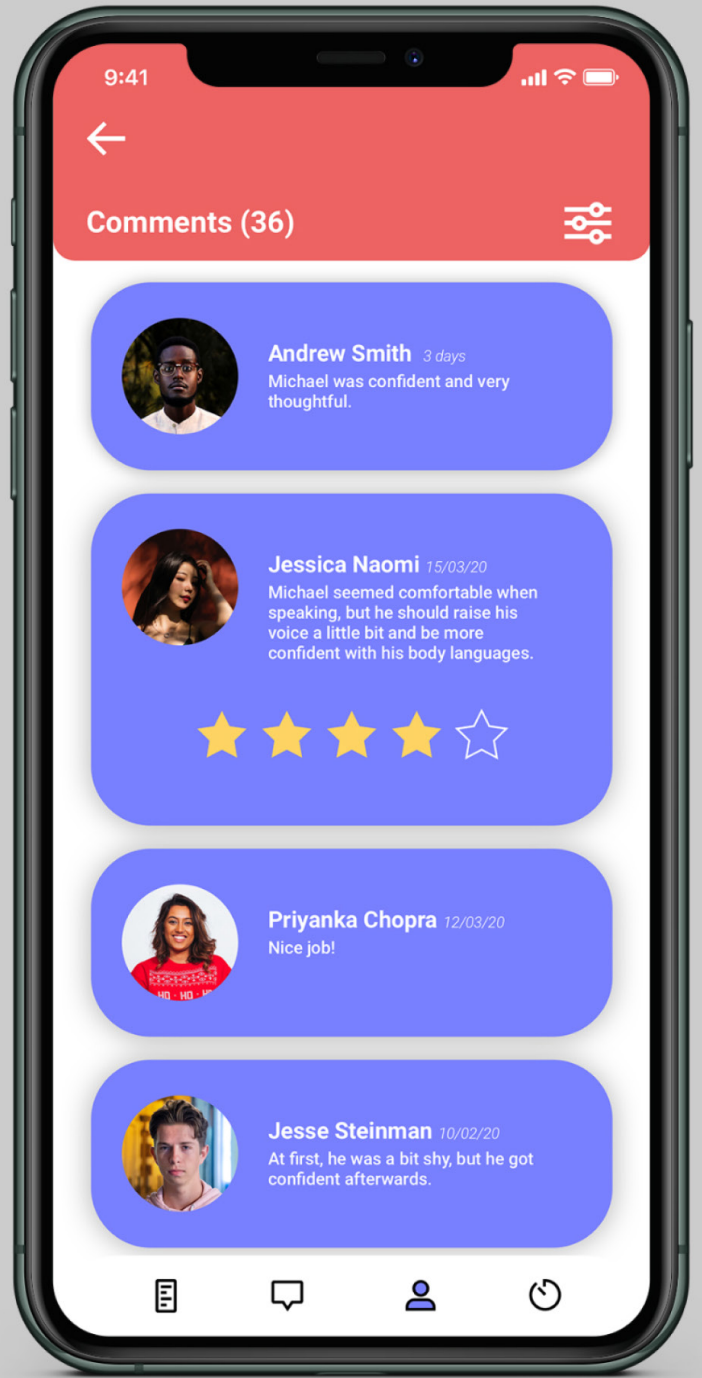 9:41
Comments (36)
Andrew Smith 3 days
Michael was confident and very
thoughtful.
Jessica Naomi 15/03/20
Michael seemed comfortable when
speaking, but he should raise his
voice a little bit and be more
confident with his body languages.
Priyanka Chopra 12/03/20
Nice job!
HO · HO · H
Jesse Steinman 10/02/20
At first, he was a bit shy, but he got
confident afterwards.